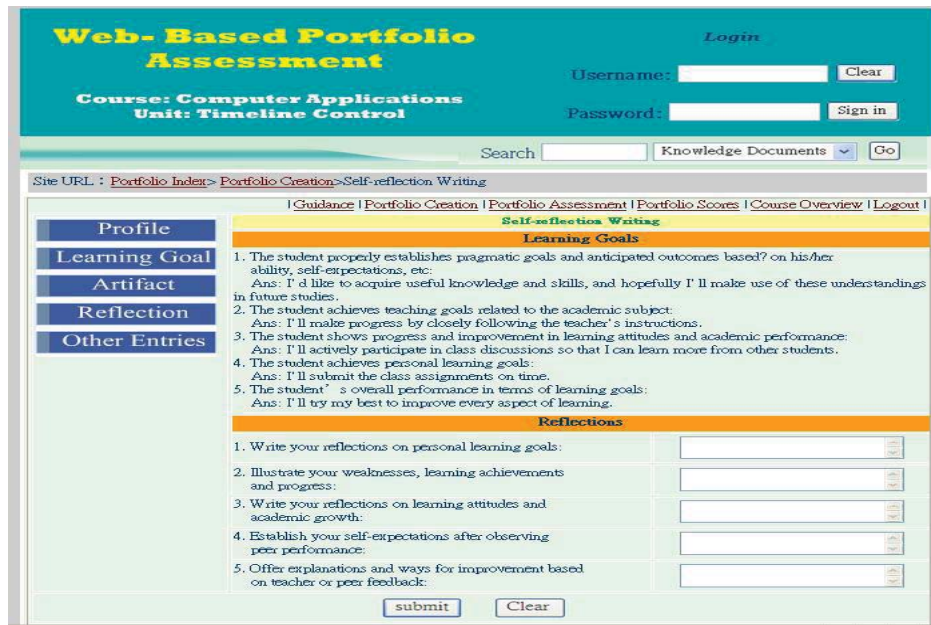 Web- Based Portfolio
Assessment
Course: Computer Applications
Unit: Timeline Control
Login
Username:
Clear
Password:
Sign in
Search
Knowledge Documents
Go
Site URL : Portfolio Index> Portfolio Creation>Self-reflection Writing
| Guidance | Portfolio Creation | Portfolio Assessment | Portfolio Scores | Course Overview | Logout |
Profile
Learning Goal
Artifact
Reflection
Other Entries
Self-reflection Writing
Learning Goals
1. The student properly establishes pragmatic goals and anticipated outcomes based? on his/her
ability, self-expectations, etc:
Ans: I' d like to acquire useful knowledge and skills, and hopefully I' ll make use of these understandings
in future studies.
2. The student achieves teaching goals related to the academic subject:
Ans: I'll make progress by closely following the teacher's instructions.
3. The student shows progress and improvement in learning attitudes and academic performance:
Ans: I'll actively participate in class discussions so that I can learn more from other students.
4. The student achieves personal learning goals:
Ans: I'll submit the class assignments on time.
5. The student' s overall performance in terms of learning goals:
Ans: I'll try my best to improve every aspect of learning.
Reflections
1. Write your reflections on personal learning goals:
2. Illustrate your weaknesses, learning achievements
and progress:
3. Write your reflections on learning attitudes and
academic growth:
4. Establish your self-expectations after observing
peer performance:
5. Offer explanations and ways for improvement based
on teacher or peer feedback:
submit
Clear